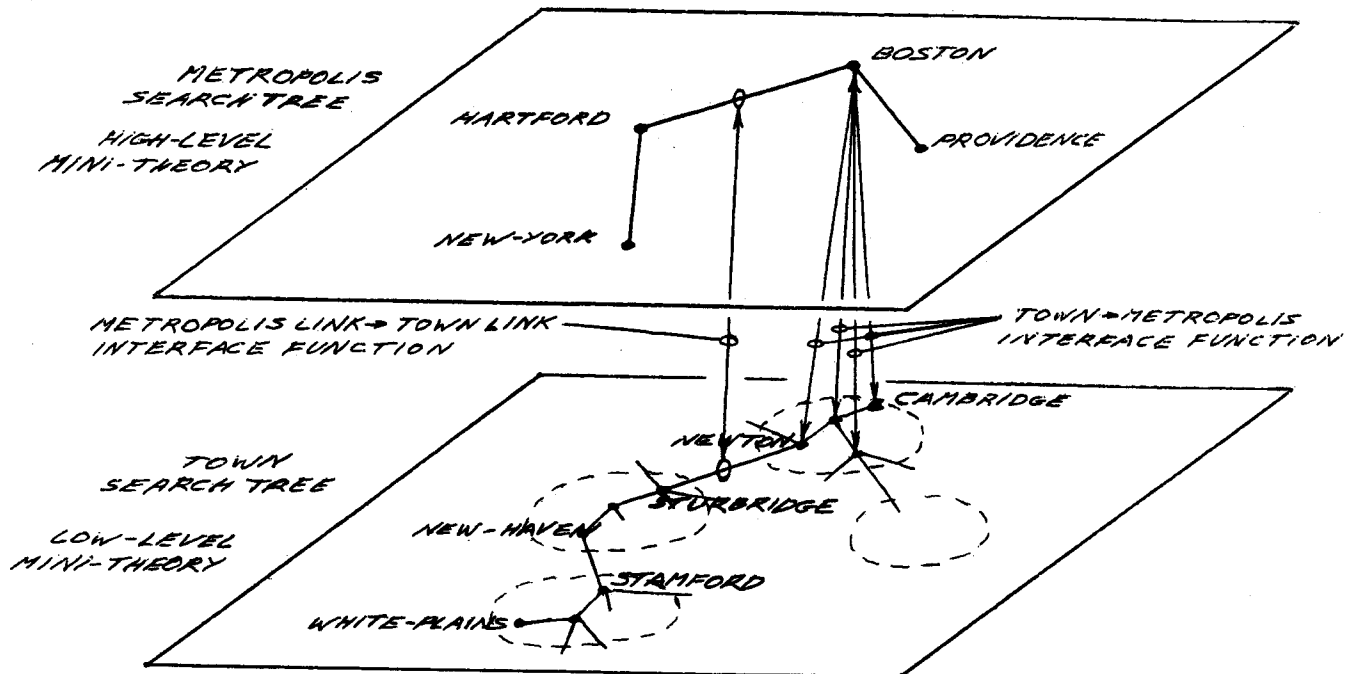 BOSTON
METROPOLIS
SEARCH TREE
HARTFORD
PROVIDENCE
HIGH-LEVEL
MINI-THEORY
NEW-YORK
METROPOLIS LINK→TOWN LINK
INTERFACE FUNCTION
TOWN→METROPOLIS
INTERFACE FUNCTION
CAMBRIDGE
NEWTON
TOWN
SEARCH TREE
STURBRIDGE
NEW-HAVEN
LOW-LEVEL
MINI-THEORY
STAMFORD
WHITE-PLAINS